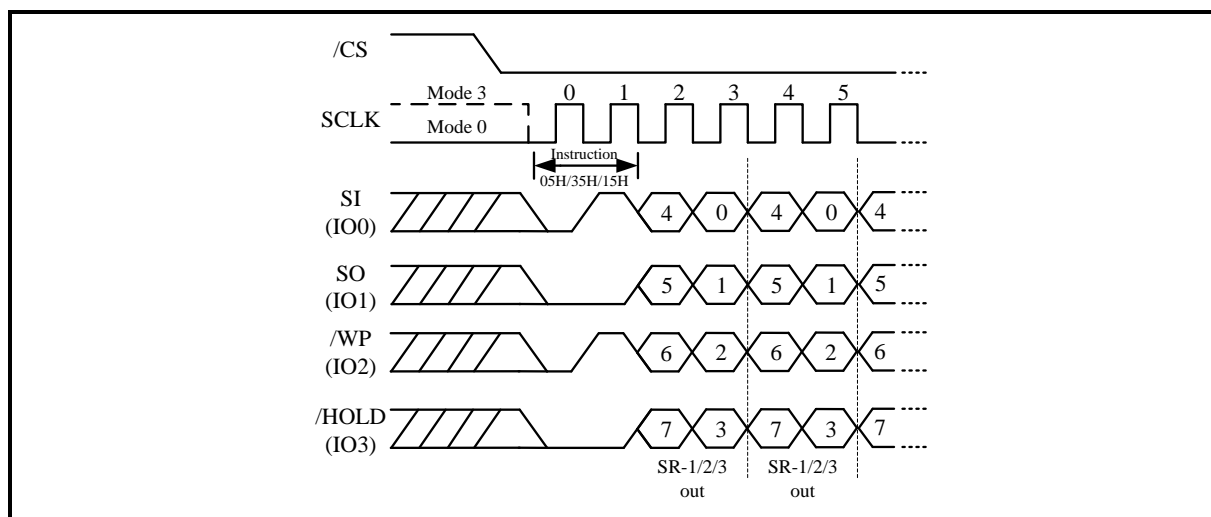 /CS
Mode 3
0 1 2 3 4 5
SCLK
Mode 0
Instruction
05H/35H/15H
SI
(IO0)
4 0 4 0 4
SO
(IO1)
5 1 5 1 5
/WP
(IO2)
6 2 6 2 6
/HOLD
(IO3)
7 3 7 3 7
SR-1/2/3
out
SR-1/2/3
out